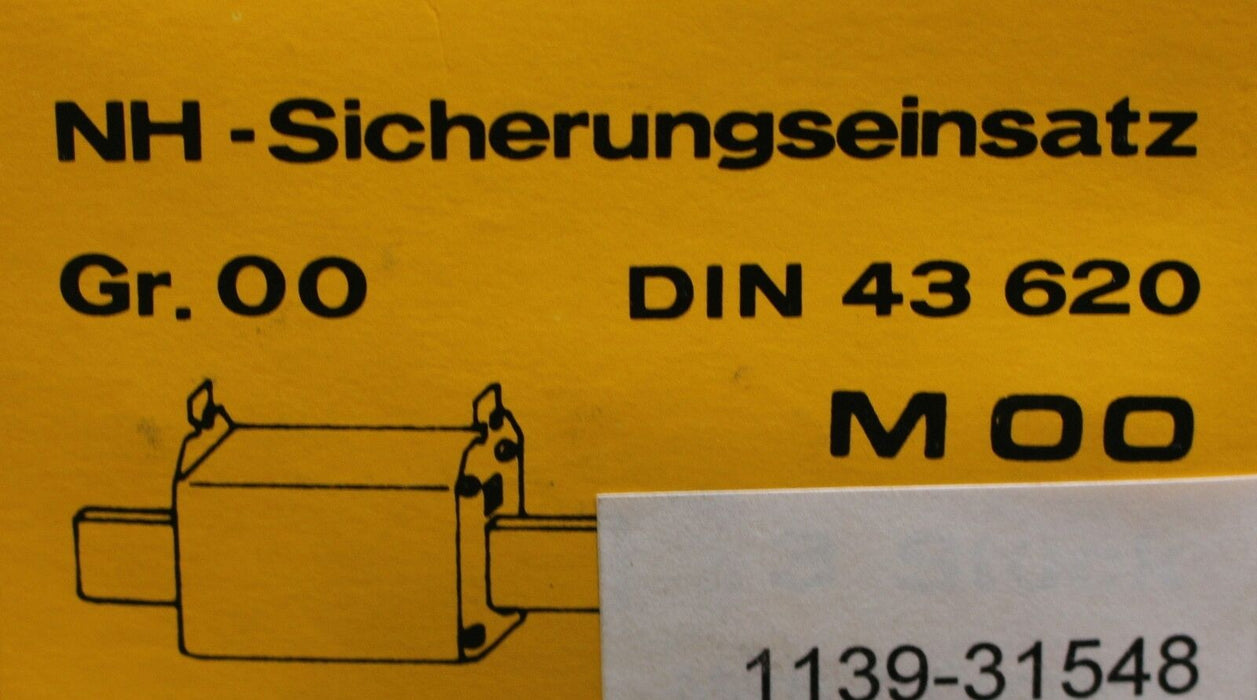 NH-Sicherungseinsatz
Gr. 00 DIN 43 620
M 00
1139-31548